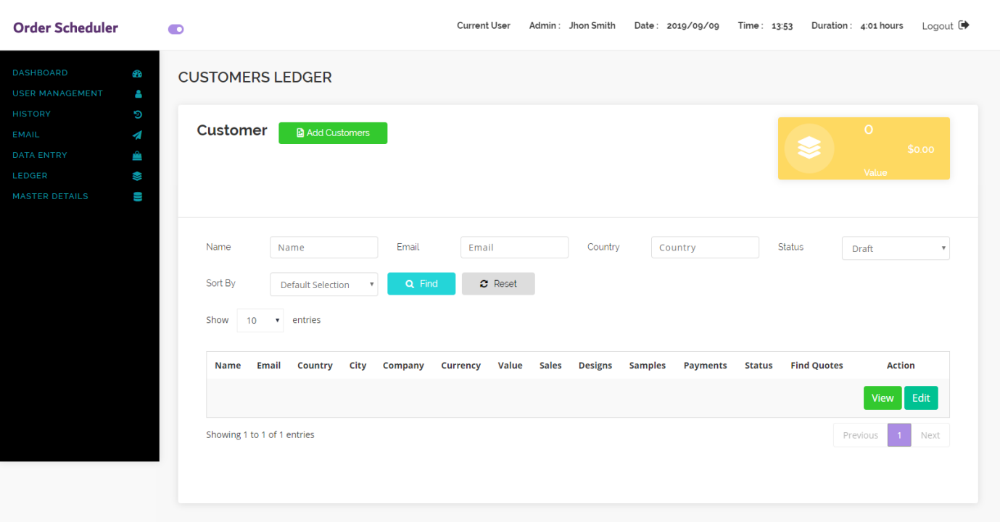 Order Scheduler
Current User Admin : Jhon Smith Date : 2019/09/09 Time : 13:53 Duration : 4:01 hours Logout
DASHBOARD
USER MANAGEMENT
HISTORY
EMAIL
DATA ENTRY
LEDGER
MASTER DETAILS
CUSTOMERS LEDGER
Customer Add Customers
0
$0.00
Value
Name Name Email Email Country Country Status Draft
Sort By Default Selection Find Reset
Show 10 entries
Name Email Country City Company Currency Value Sales Designs Samples Payments Status Find Quotes Action
View Edit
Showing 1 to 1 of 1 entries Previous 1 Next